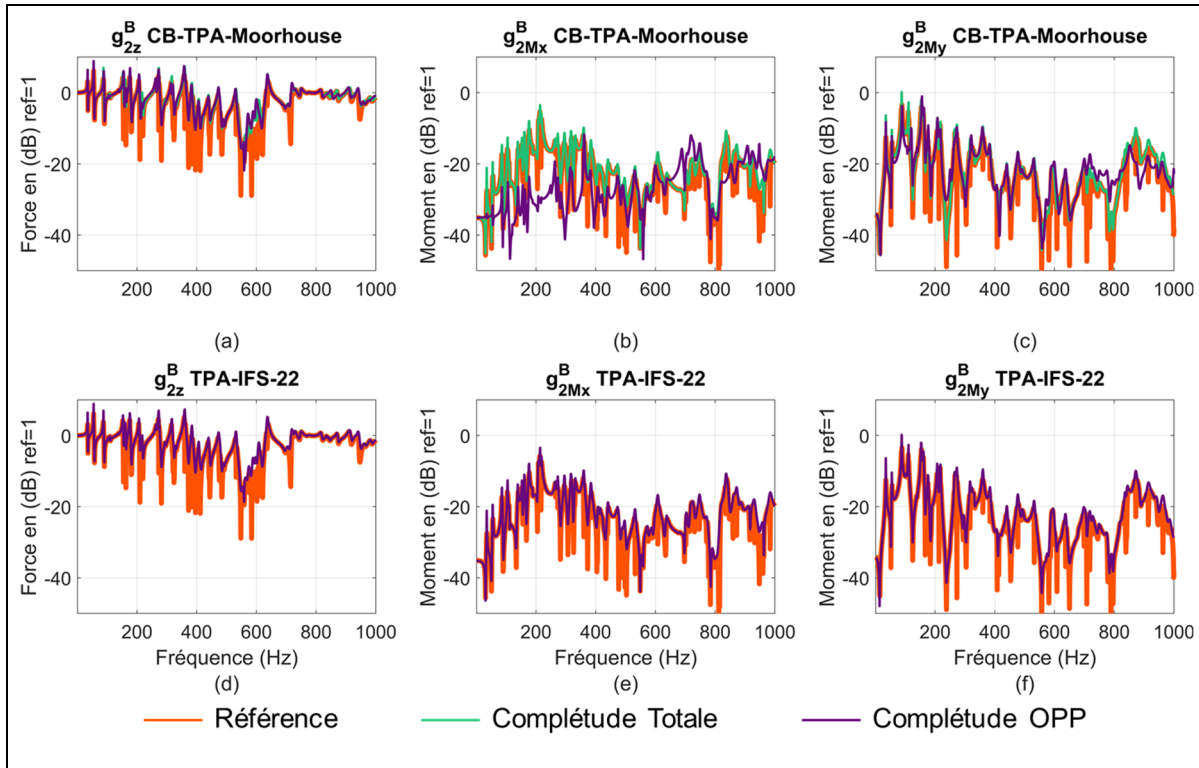 g2zB CB-TPA-Moorhouse
g2MxB CB-TPA-Moorhouse
g2MyB CB-TPA-Moorhouse
Force en (dB) ref=1
0
-20
-40
200 400 600 800 1000
(a)
Moment en (dB) ref=1
0
-20
-40
200 400 600 800 1000
(b)
Moment en (dB) ref=1
0
-20
-40
200 400 600 800 1000
(c)
g2zB TPA-IFS-22
g2MxB TPA-IFS-22
g2MyB TPA-IFS-22
Force en (dB) ref=1
0
-20
-40
200 400 600 800 1000
Fréquence (Hz)
(d)
Moment en (dB) ref=1
0
-20
-40
200 400 600 800 1000
Fréquence (Hz)
(e)
Moment en (dB) ref=1
0
-20
-40
200 400 600 800 1000
Fréquence (Hz)
(f)
Référence Complétude Totale Complétude OPP